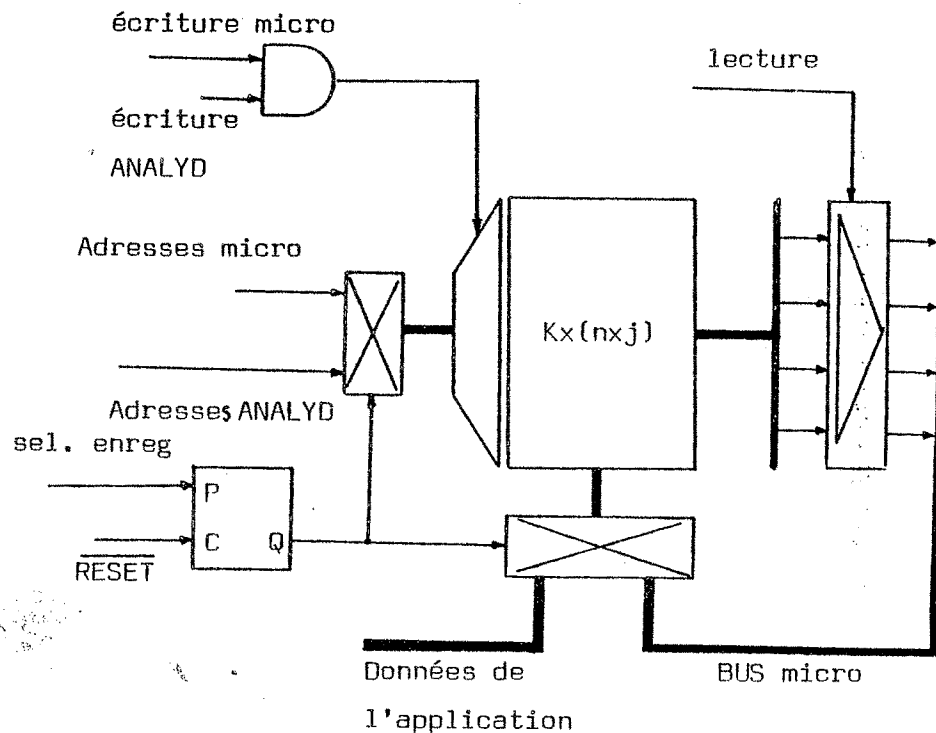 écriture micro
lecture
écriture
ANALYD
Adresses micro
Kx(nxj)
Adresses ANALYD
sel. enreg
P
C Q
RESET
Données de
l'application
BUS micro